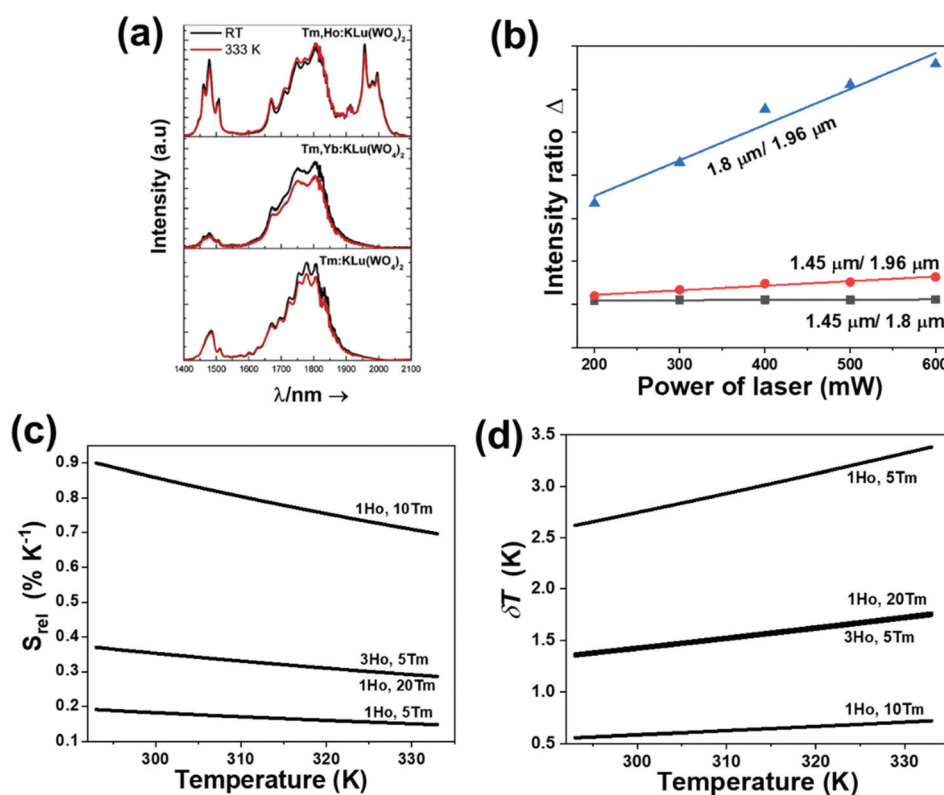 (a)
RT
333 K
Tm,Ho:KLu(WO₄)₂
Tm,Yb:KLu(WO₄)₂
Tm:KLu(WO₄)₂
Intensity (a.u)
1400 1500 1600 1700 1800 1900 2000 2100
λ/nm →
(b)
Intensity ratio Δ
1.8 μm/ 1.96 μm
1.45 μm/ 1.96 μm
1.45 μm/ 1.8 μm
200 300 400 500 600
Power of laser (mW)
(c)
S_rel (% K⁻¹)
0.9
0.8
0.7
0.6
0.5
0.4
0.3
0.2
0.1
1Ho, 10Tm
3Ho, 5Tm
1Ho, 20Tm
1Ho, 5Tm
300 310 320 330
Temperature (K)
(d)
δT (K)
3.5
3.0
2.5
2.0
1.5
1.0
0.5
1Ho, 5Tm
1Ho, 20Tm
3Ho, 5Tm
1Ho, 10Tm
300 310 320 330
Temperature (K)